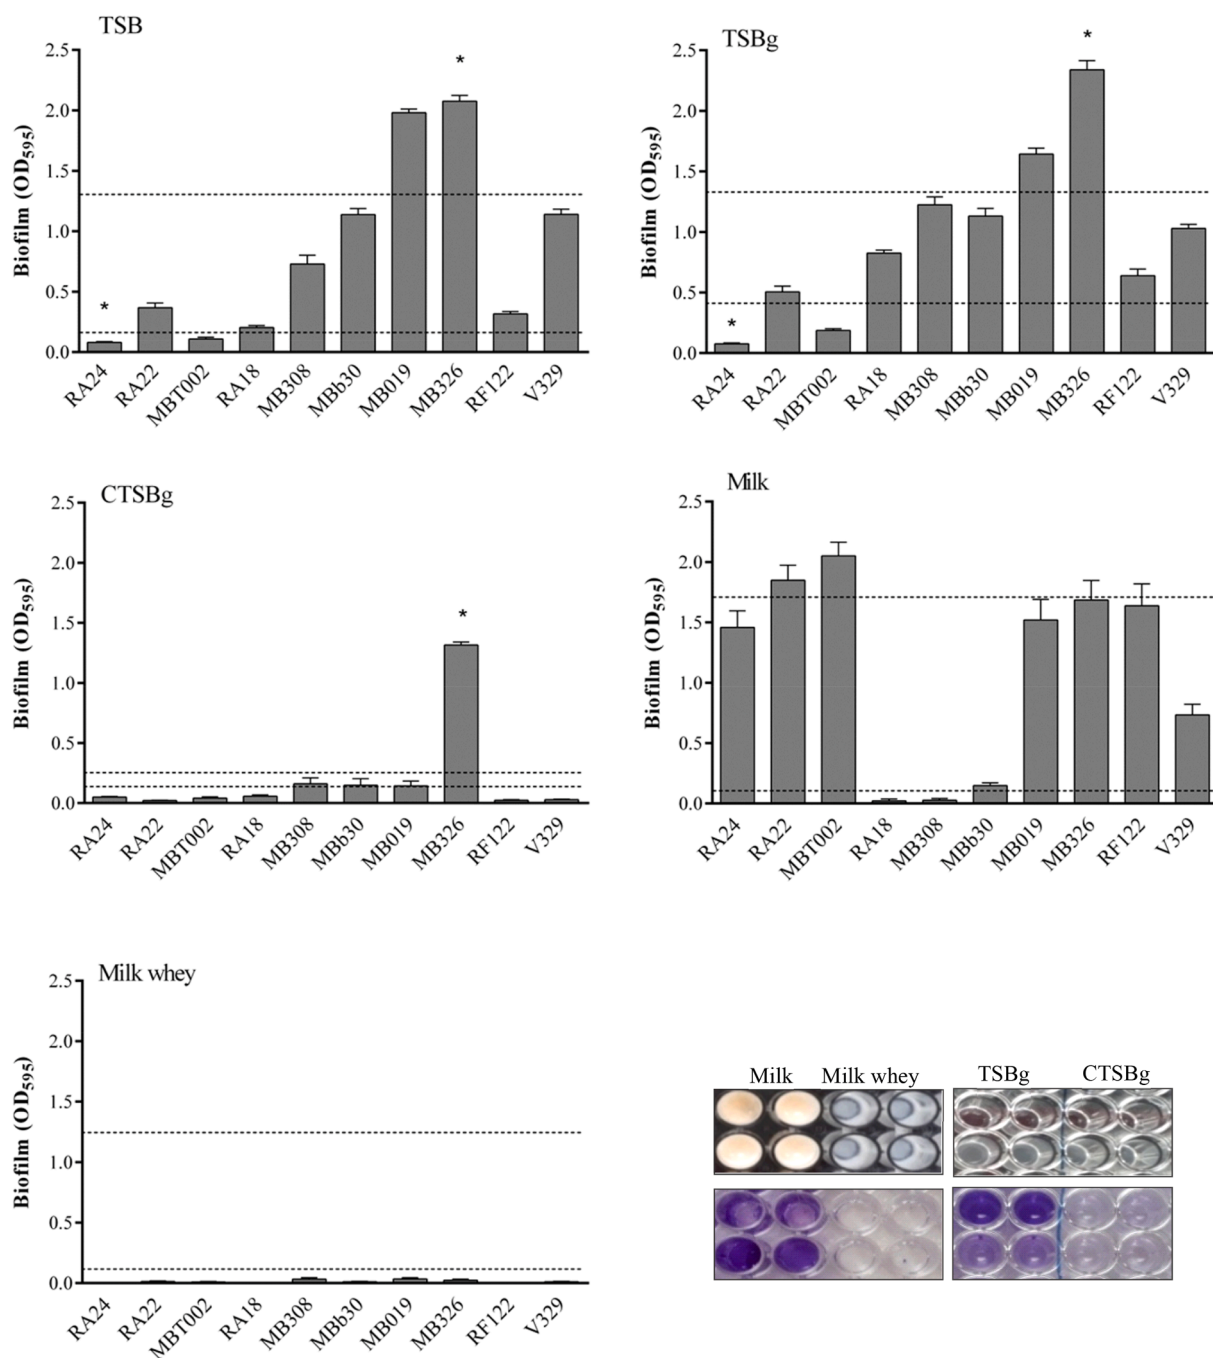 TSB
Biofilm (OD595)
2.5
2.0
1.5
1.0
0.5
0.0
*
*
RA24
RA22
MBT002
RA18
MB308
MBb30
MB019
MB326
RF122
V329
TSBg
Biofilm (OD595)
2.5
2.0
1.5
1.0
0.5
0.0
*
*
RA24
RA22
MBT002
RA18
MB308
MBb30
MB019
MB326
RF122
V329
CTSBg
Biofilm (OD595)
2.5
2.0
1.5
1.0
0.5
0.0
*
RA24
RA22
MBT002
RA18
MB308
MBb30
MB019
MB326
RF122
V329
Milk
Biofilm (OD595)
2.5
2.0
1.5
1.0
0.5
0.0
RA24
RA22
MBT002
RA18
MB308
MBb30
MB019
MB326
RF122
V329
Milk whey
Biofilm (OD595)
2.5
2.0
1.5
1.0
0.5
0.0
RA24
RA22
MBT002
RA18
MB308
MBb30
MB019
MB326
RF122
V329
Milk Milk whey
TSBg CTSBg